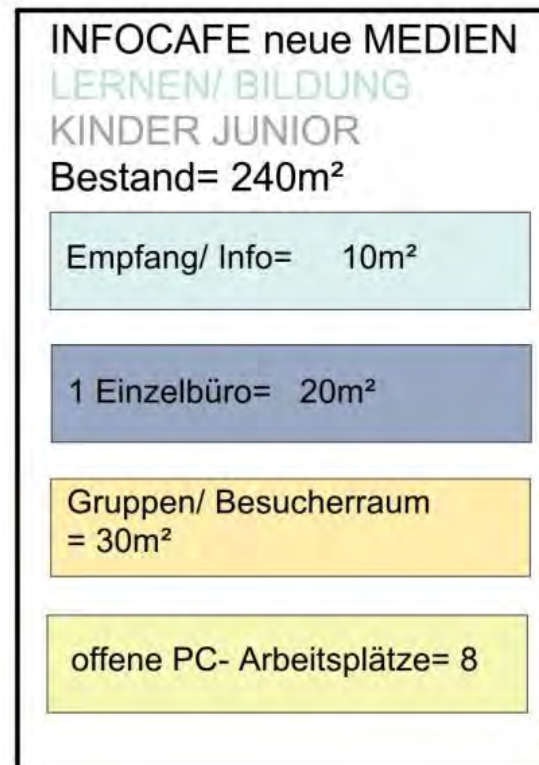 INFOCAFE neue MEDIEN
LERNEN/ BILDUNG
KINDER JUNIOR
Bestand= 240m²
Empfang/ Info= 10m²
1 Einzelbüro= 20m²
Gruppen/ Besucherraum
= 30m²
offene PC- Arbeitsplätze= 8